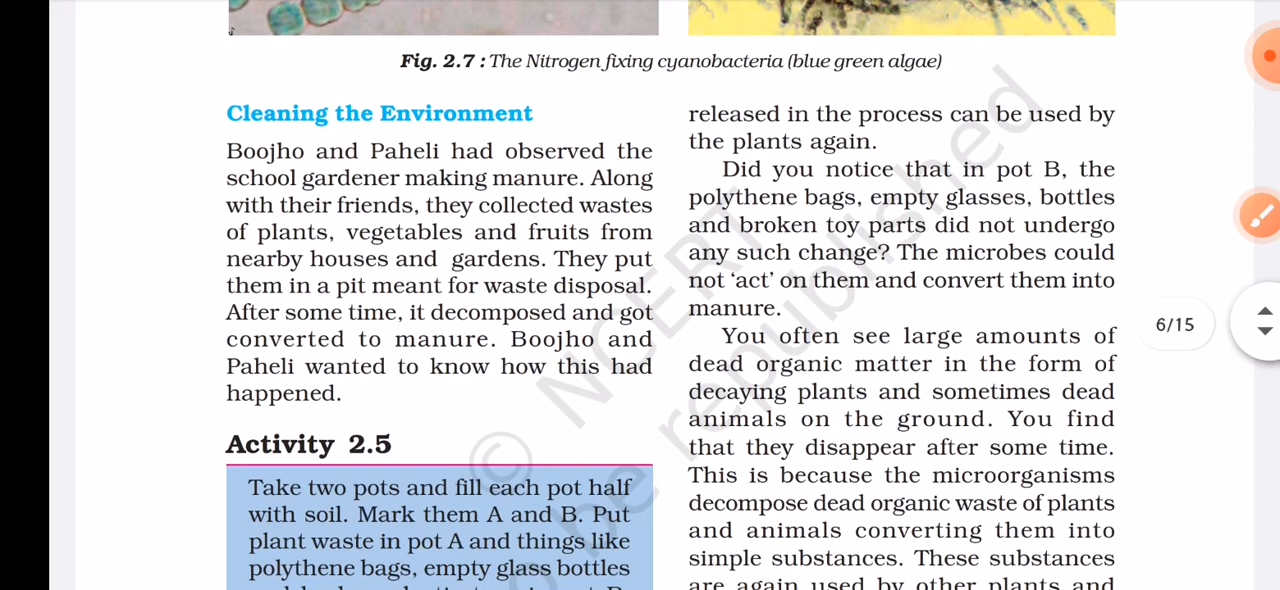 Fig. 2.7 : The Nitrogen fixing cyanobacteria (blue green algae)
Cleaning the Environment
Boojho and Paheli had observed the
school gardener making manure. Along
with their friends, they collected wastes
of plants, vegetables and fruits from
nearby houses and gardens. They put
them in a pit meant for waste disposal.
After some time, it decomposed and got
converted to manure. Boojho and
Paheli wanted to know how this had
happened.
Activity 2.5
Take two pots and fill each pot half
with soil. Mark them A and B. Put
plant waste in pot A and things like
polythene bags, empty glass bottles
released in the process can be used by
the plants again.
Did you notice that in pot B, the
polythene bags, empty glasses, bottles
and broken toy parts did not undergo
any such change? The microbes could
not ‘act’ on them and convert them into
manure.
You often see large amounts of
dead organic matter in the form of
decaying plants and sometimes dead
animals on the ground. You find
that they disappear after some time.
This is because the microorganisms
decompose dead organic waste of plants
and animals converting them into
simple substances. These substances
are again used by other plants and
© NCERT
o be republished
6/15